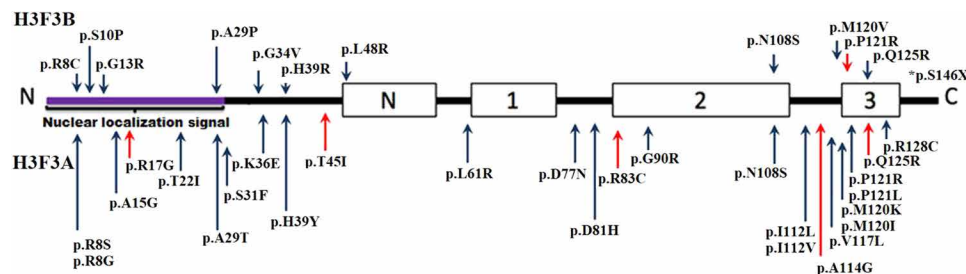 H3F3B
p.S10P
p.R8C
p.G13R
p.A29P
p.G34V
p.H39R
p.L48R
p.N108S
p.M120V
p.P121R
p.Q125R
*p.S146X
N
N
1
2
3
C
Nuclear localization signal
H3F3A
p.R17G
p.T22I
p.A15G
p.R8S
p.R8G
p.K36E
p.S31F
p.A29T
p.H39Y
p.T45I
p.L61R
p.D77N
p.D81H
p.R83C
p.G90R
p.N108S
p.I112L
p.I112V
p.A114G
p.R128C
p.Q125R
p.P121R
p.P121L
p.M120K
p.M120I
p.V117L